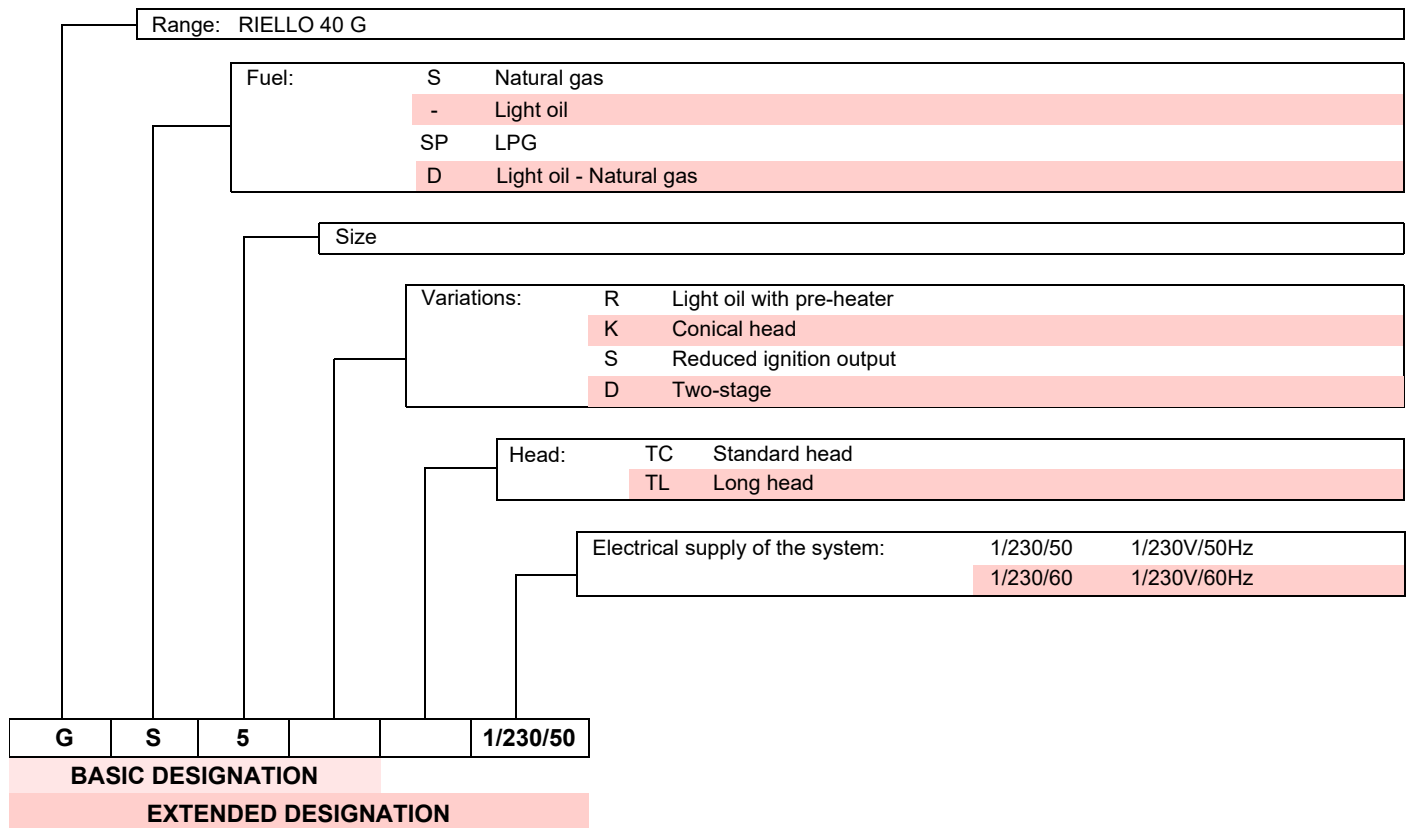 Range: RIELLO 40 G
Fuel: S Natural gas
- Light oil
SP LPG
D Light oil - Natural gas
Size
Variations: R Light oil with pre-heater
K Conical head
S Reduced ignition output
D Two-stage
Head: TC Standard head
TL Long head
Electrical supply of the system: 1/230/50 1/230V/50Hz
1/230/60 1/230V/60Hz
G S 5 1/230/50
BASIC DESIGNATION
EXTENDED DESIGNATION